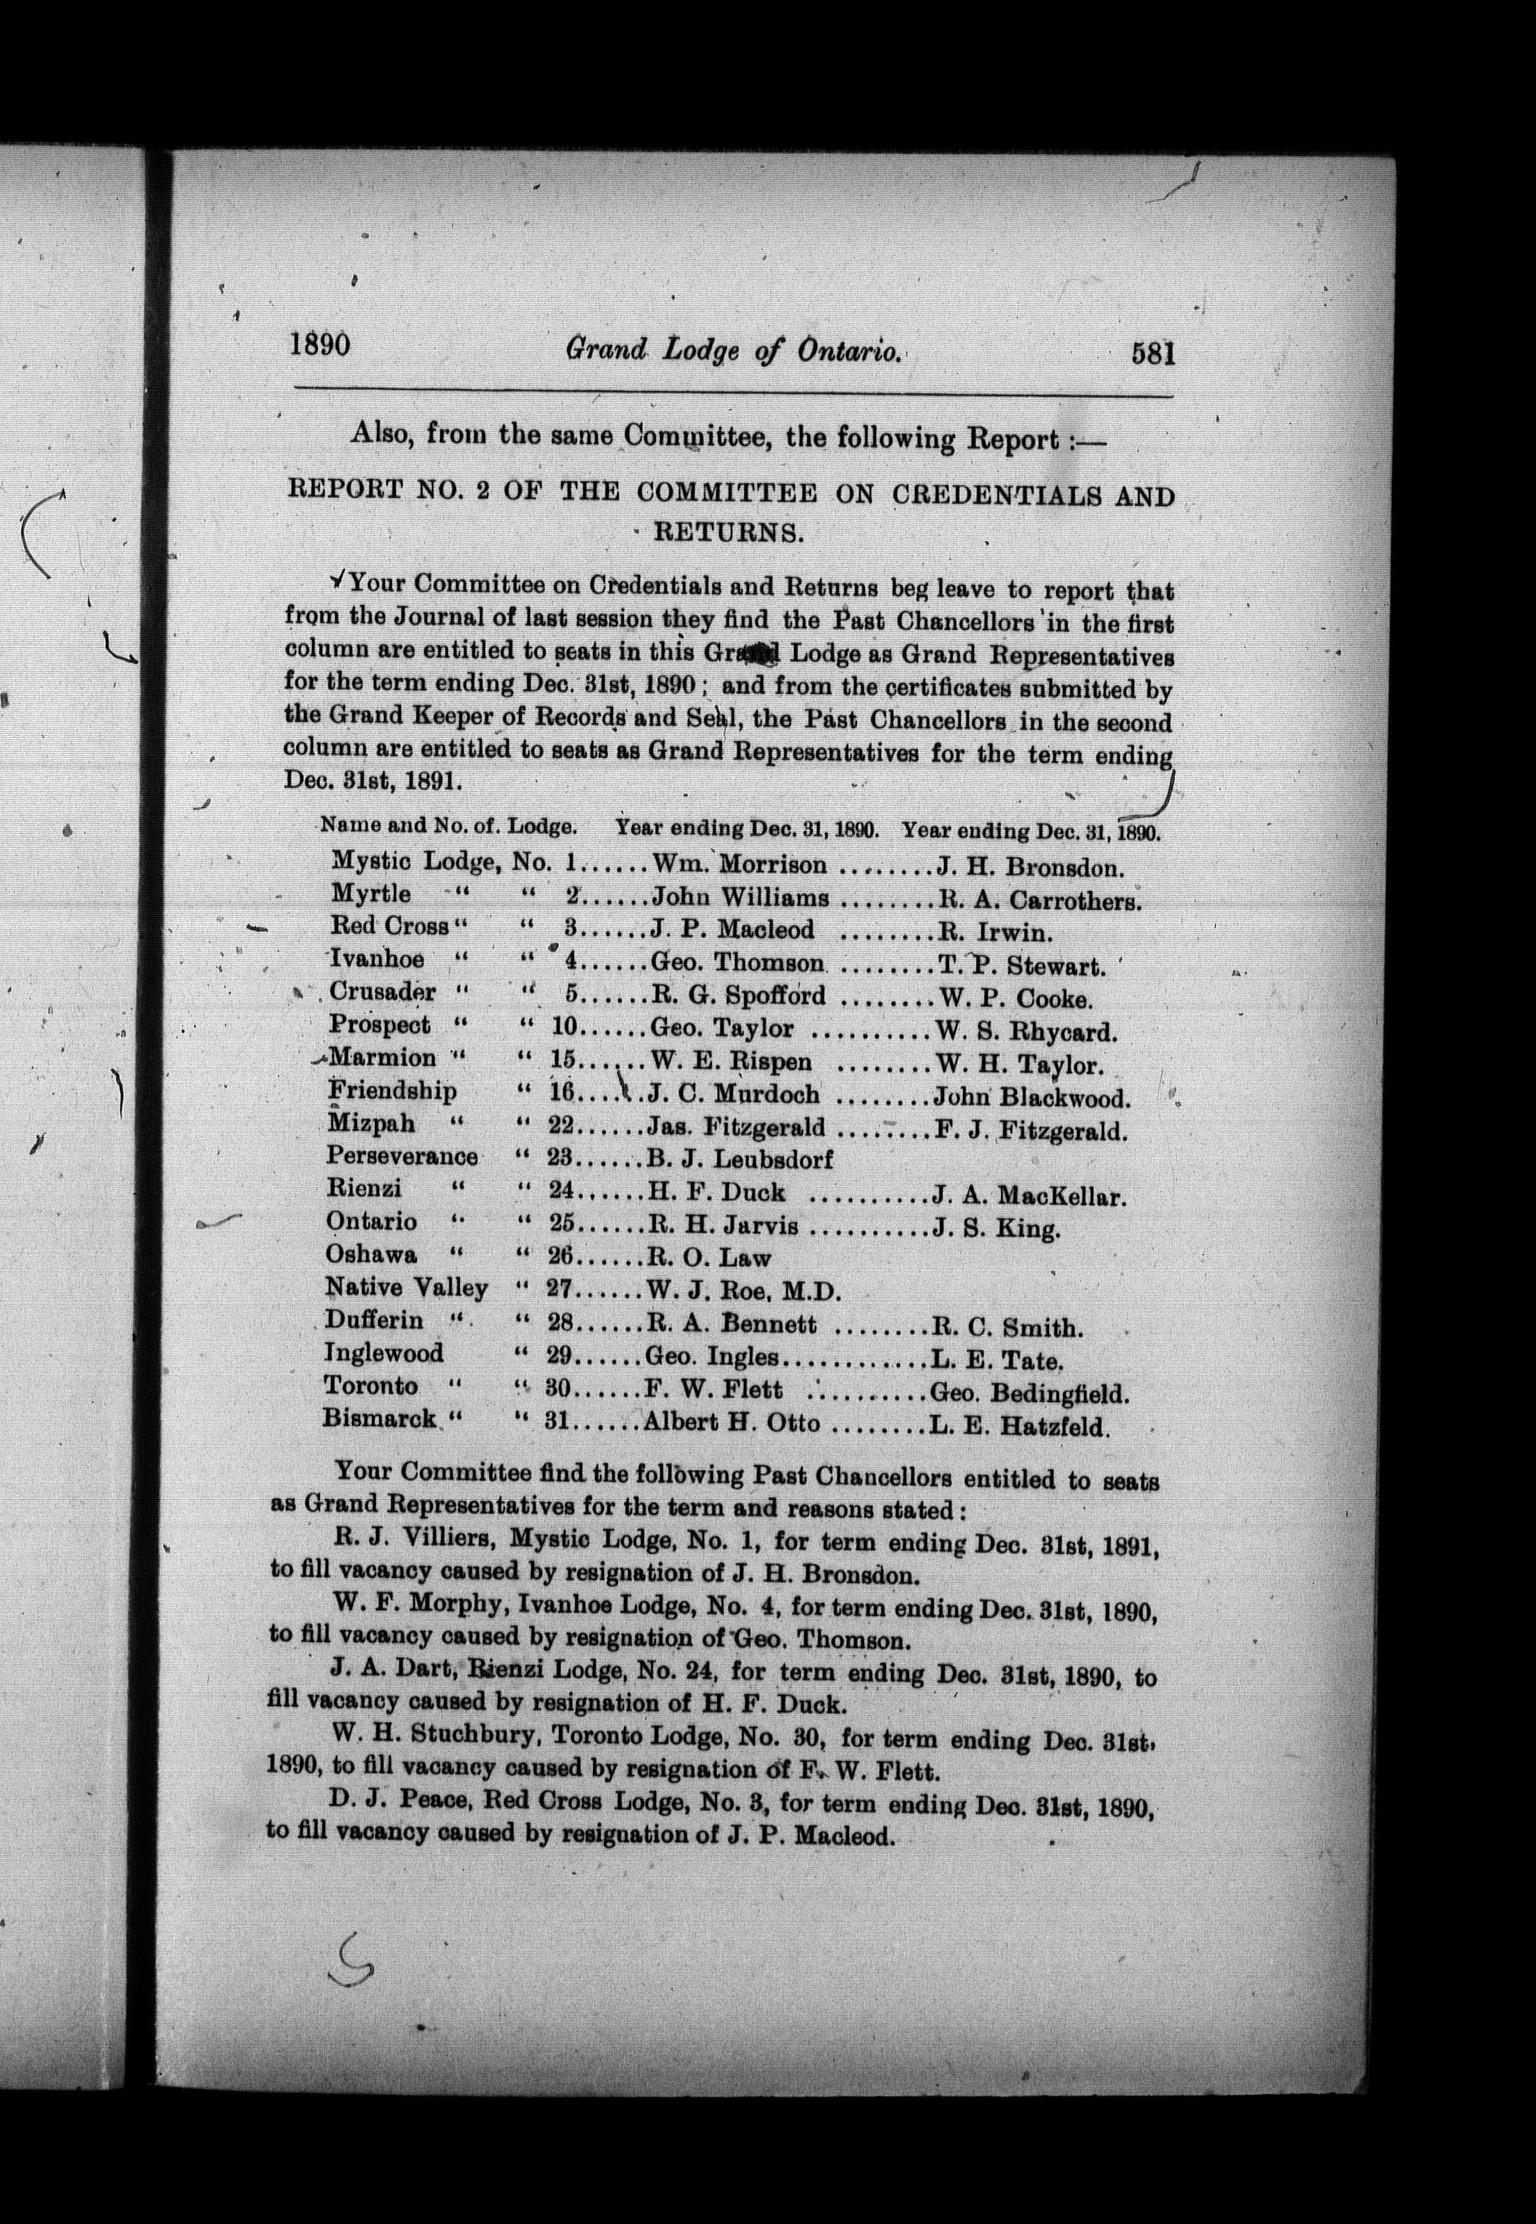 1890 Grand Lodge of Ontario. 581
Also, from the same Committee, the following Report :—
REPORT NO. 2 OF THE COMMITTEE ON CREDENTIALS AND
RETURNS.
Your Committee on Credentials and Returns beg leave to report that
from the Journal of last session they find the Past Chancellors in the first
column are entitled to seats in this Grand Lodge as Grand Representatives
for the term ending Dec. 31st, 1890; and from the certificates submitted by
the Grand Keeper of Records and Seal, the Past Chancellors in the second
column are entitled to seats as Grand Representatives for the term ending
Dec. 31st, 1891.
Name and No. of. Lodge. Year ending Dec. 31, 1890. Year ending Dec. 31, 1890.
Mystic Lodge, No. 1......Wm. Morrison ........J. H. Bronsdon.
Myrtle “ “ 2......John Williams ........R. A. Carrothers.
Red Cross “ “ 3......J. P. Macleod ........R. Irwin.
Ivanhoe “ “ 4......Geo. Thomson ........T. P. Stewart.
Crusader “ “ 5......R. G. Spofford ........W. P. Cooke.
Prospect “ “ 10......Geo. Taylor ..........W. S. Rhycard.
Marmion “ “ 15......W. E. Rispen ........W. H. Taylor.
Friendship “ 16......J. C. Murdoch ........John Blackwood.
Mizpah “ “ 22......Jas. Fitzgerald ........F. J. Fitzgerald.
Perseverance “ 23......B. J. Leubsdorf
Rienzi “ “ 24......H. F. Duck ..........J. A. MacKellar.
Ontario “ “ 25......R. H. Jarvis ..........J. S. King.
Oshawa “ “ 26......R. O. Law
Native Valley “ 27......W. J. Roe, M.D.
Dufferin “ “ 28......R. A. Bennett ........R. C. Smith.
Inglewood “ 29......Geo. Ingles............L. E. Tate.
Toronto “ “ 30......F. W. Flett ..........Geo. Bedingfield.
Bismarck “ “ 31......Albert H. Otto ........L. E. Hatzfeld.
Your Committee find the following Past Chancellors entitled to seats
as Grand Representatives for the term and reasons stated:
R. J. Villiers, Mystic Lodge, No. 1, for term ending Dec. 31st, 1891,
to fill vacancy caused by resignation of J. H. Bronsdon.
W. F. Morphy, Ivanhoe Lodge, No. 4, for term ending Dec. 31st, 1890,
to fill vacancy caused by resignation of Geo. Thomson.
J. A. Dart, Rienzi Lodge, No. 24, for term ending Dec. 31st, 1890, to
fill vacancy caused by resignation of H. F. Duck.
W. H. Stuchbury, Toronto Lodge, No. 30, for term ending Dec. 31st,
1890, to fill vacancy caused by resignation of F. W. Flett.
D. J. Peace, Red Cross Lodge, No. 3, for term ending Dec. 31st, 1890,
to fill vacancy caused by resignation of J. P. Macleod.